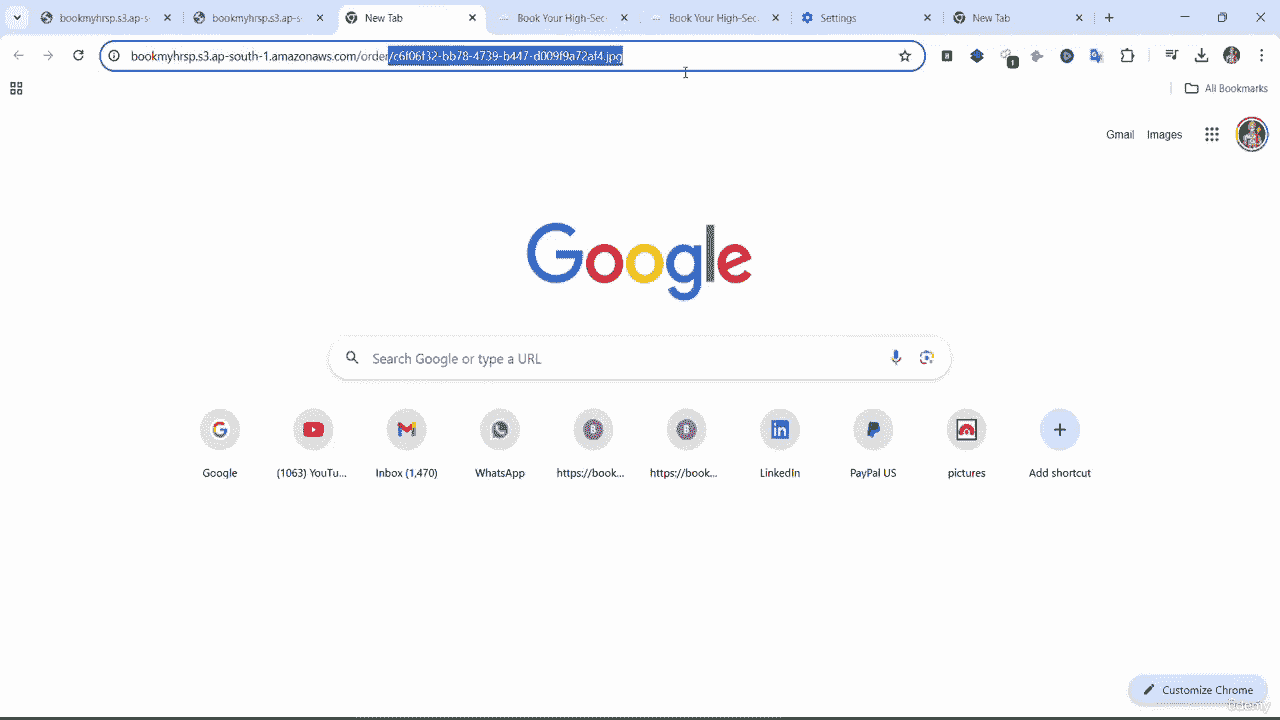 bookmyhrsp.s3.ap-s
bookmyhrsp.s3.ap-s
New Tab
Book Your High-Sec
Book Your High-Sec
Settings
New Tab
bookmyhrsp.s3.ap-south-1.amazonaws.com/order/c6f06f32-bb78-4739-b447-d009f9a72af4.jpg
1
All Bookmarks
Gmail
Images
Google
Search Google or type a URL
Google
(1063) YouTu...
Inbox (1,470)
WhatsApp
https://book...
https://book...
LinkedIn
PayPal US
pictures
Add shortcut
Customize Chrome